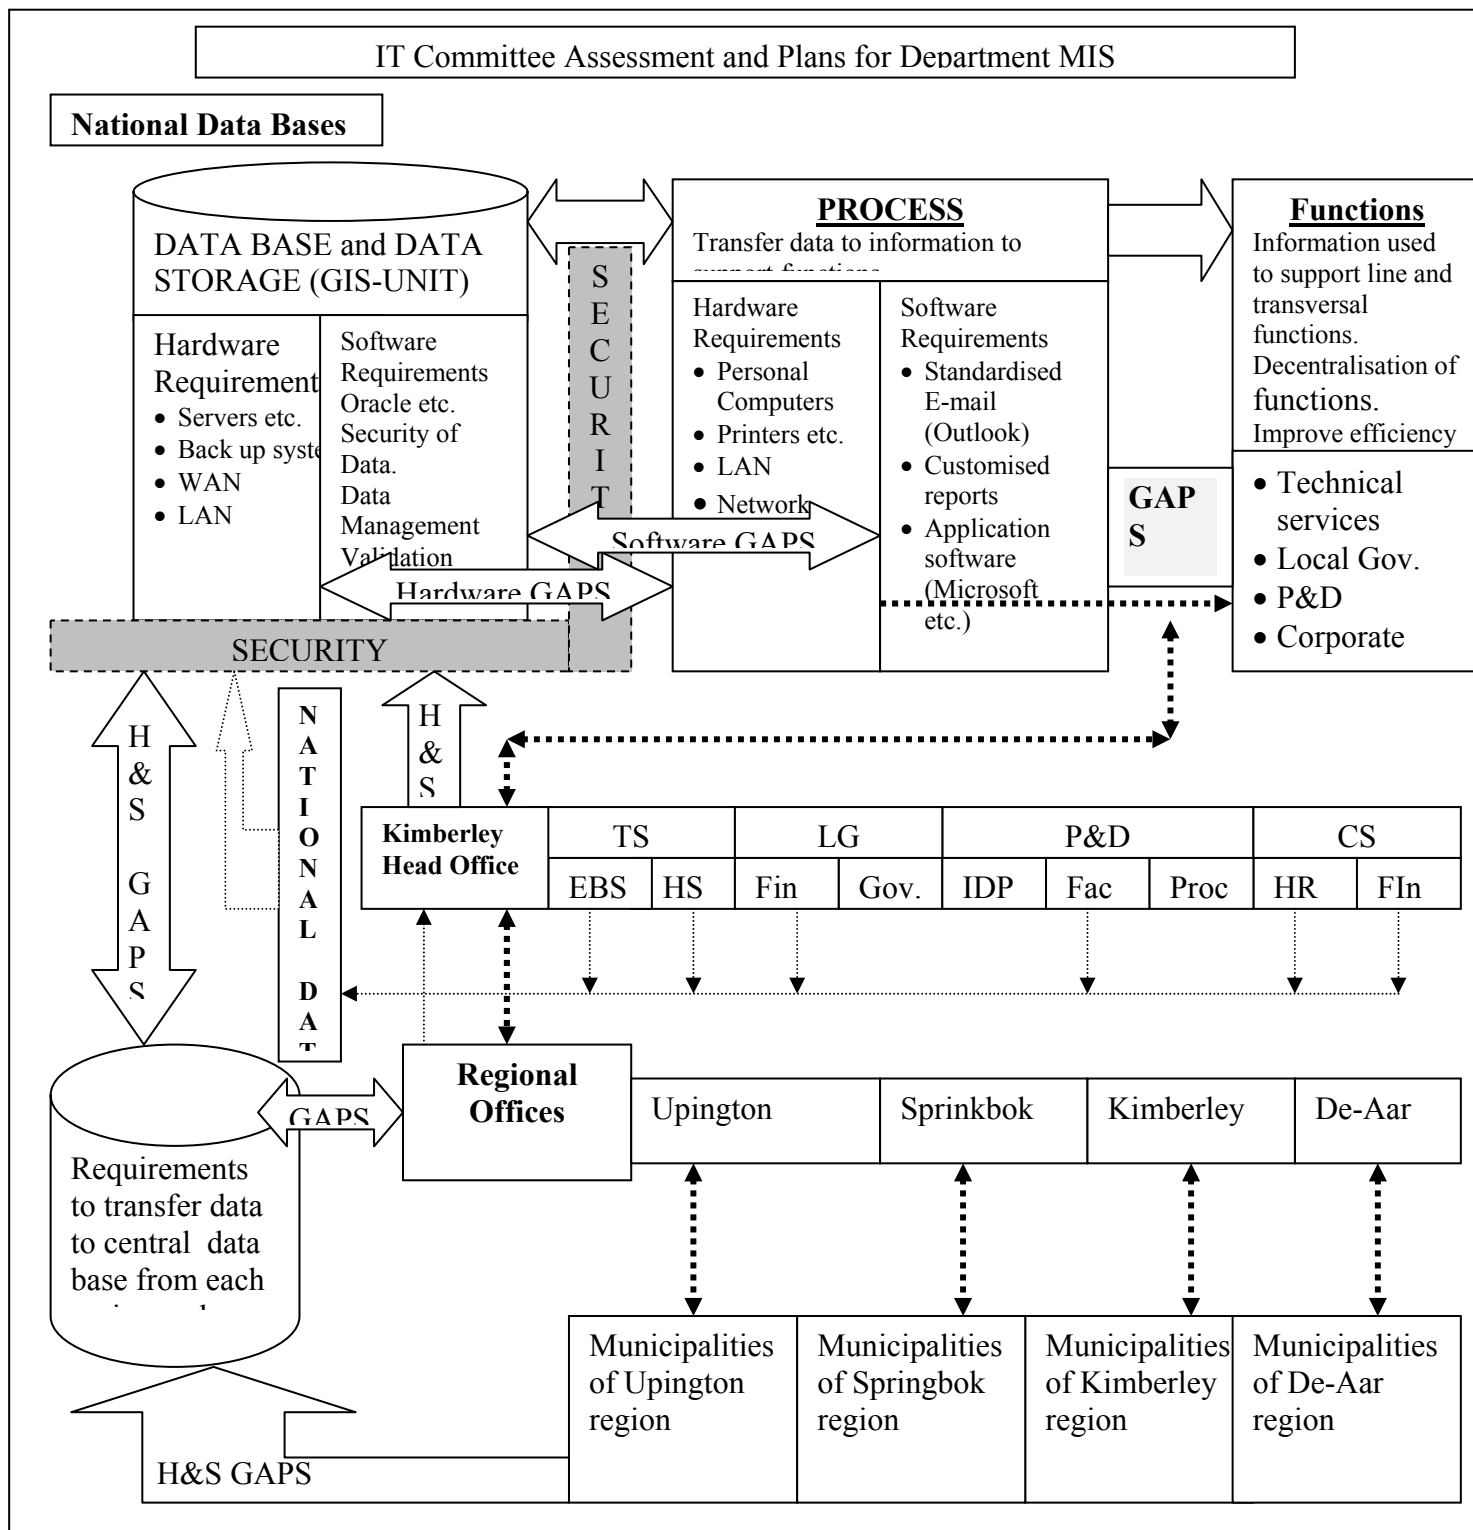 IT Committee Assessment and Plans for Department MIS
National Data Bases
DATA BASE and DATA
STORAGE (GIS-UNIT)
Hardware
Requirement
• Servers etc.
• Back up syste
• WAN
• LAN
Software
Requirements
Oracle etc.
Security of
Data.
Data
Management
Validation
SECURIT
PROCESS
Transfer data to information to
support functions
Hardware
Requirements
• Personal
Computers
• Printers etc.
• LAN
• Network
Software
Requirements
• Standardised
E-mail
(Outlook)
• Customised
reports
• Application
software
(Microsoft
etc.)
Functions
Information used
to support line and
transversal
functions.
Decentralisation of
functions.
Improve efficiency
GAP
S
• Technical
services
• Local Gov.
• P&D
• Corporate
Software GAPS
Hardware GAPS
SECURITY
H&S GAPS
NATIONAL DAT
H&S
Kimberley
Head Office
TS
LG
P&D
CS
EBS
HS
Fin
Gov.
IDP
Fac
Proc
HR
FIn
Regional
Offices
GAPS
Upington
Sprinkbok
Kimberley
De-Aar
Requirements
to transfer data
to central data
base from each
Municipalities
of Upington
region
Municipalities
of Springbok
region
Municipalities
of Kimberley
region
Municipalities
of De-Aar
region
H&S GAPS